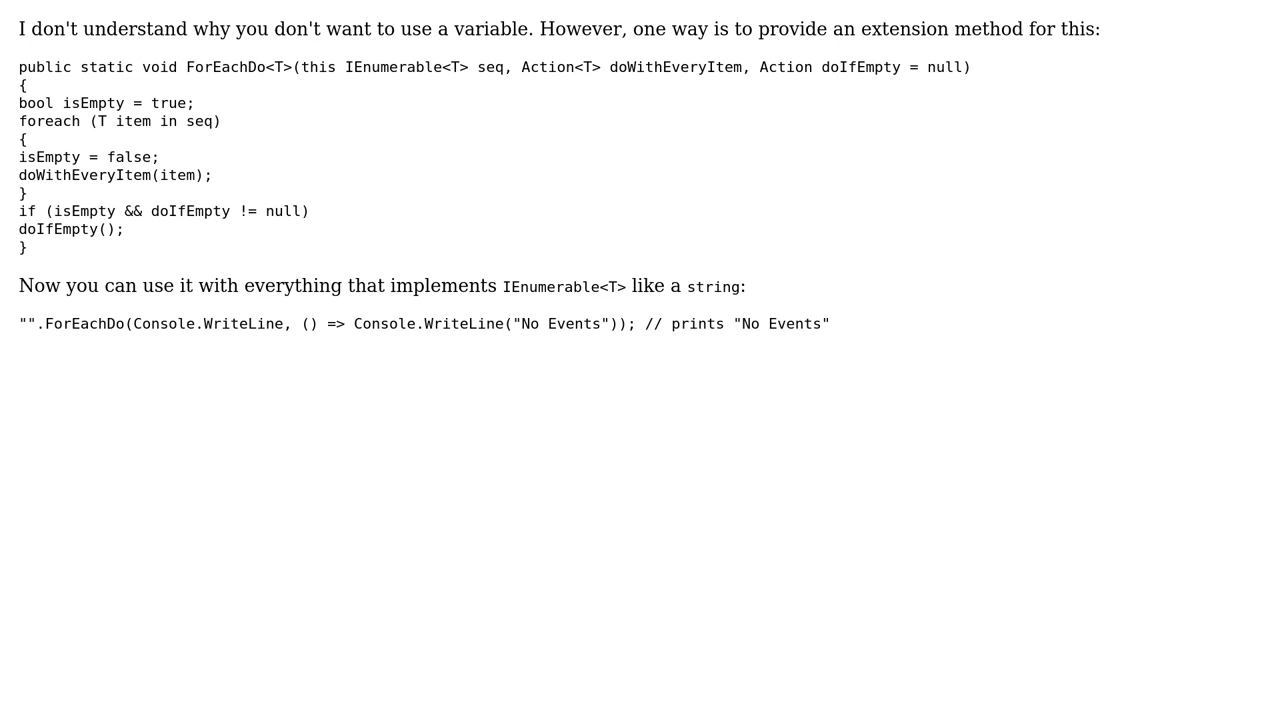 I don't understand why you don't want to use a variable. However, one way is to provide an extension method for this:
public static void ForEachDo<T>(this IEnumerable<T> seq, Action<T> doWithEveryItem, Action doIfEmpty = null)
{
bool isEmpty = true;
foreach (T item in seq)
{
isEmpty = false;
doWithEveryItem(item);
}
if (isEmpty && doIfEmpty != null)
doIfEmpty();
}
Now you can use it with everything that implements IEnumerable<T> like a string:
"".ForEachDo(Console.WriteLine, () => Console.WriteLine("No Events")); // prints "No Events"